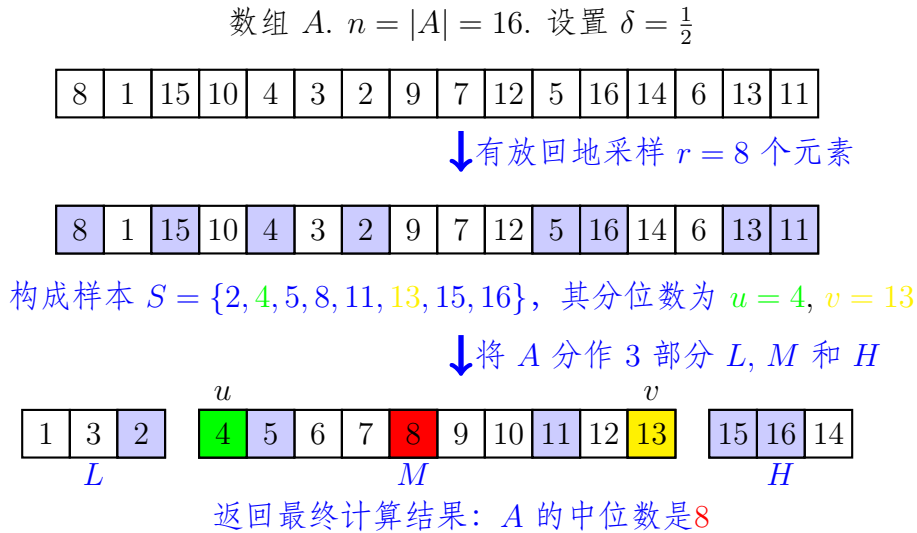 数组 A. n = |A| = 16. 设置 δ = 1/2
8 1 15 10 4 3 2 9 7 12 5 16 14 6 13 11
有放回地采样 r = 8 个元素
8 1 15 10 4 3 2 9 7 12 5 16 14 6 13 11
构成样本 S = {2, 4, 5, 8, 11, 13, 15, 16}，其分位数为 u = 4, v = 13
将 A 分作 3 部分 L, M 和 H
u v
1 3 2 4 5 6 7 8 9 10 11 12 13 15 16 14
L M H
返回最终计算结果：A 的中位数是8